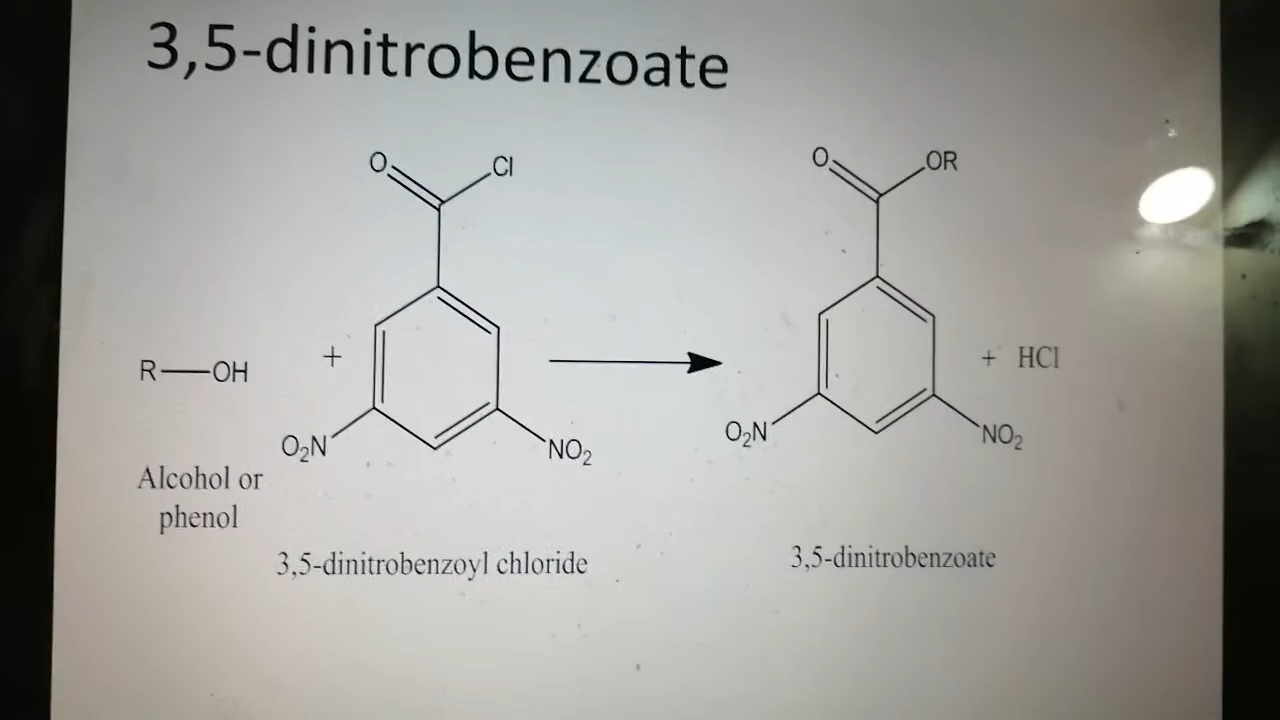 3,5-dinitrobenzoate
O
Cl
O
OR
R—OH
+
+ HCl
O₂N
NO₂
O₂N
NO₂
Alcohol or
phenol
3,5-dinitrobenzoyl chloride
3,5-dinitrobenzoate